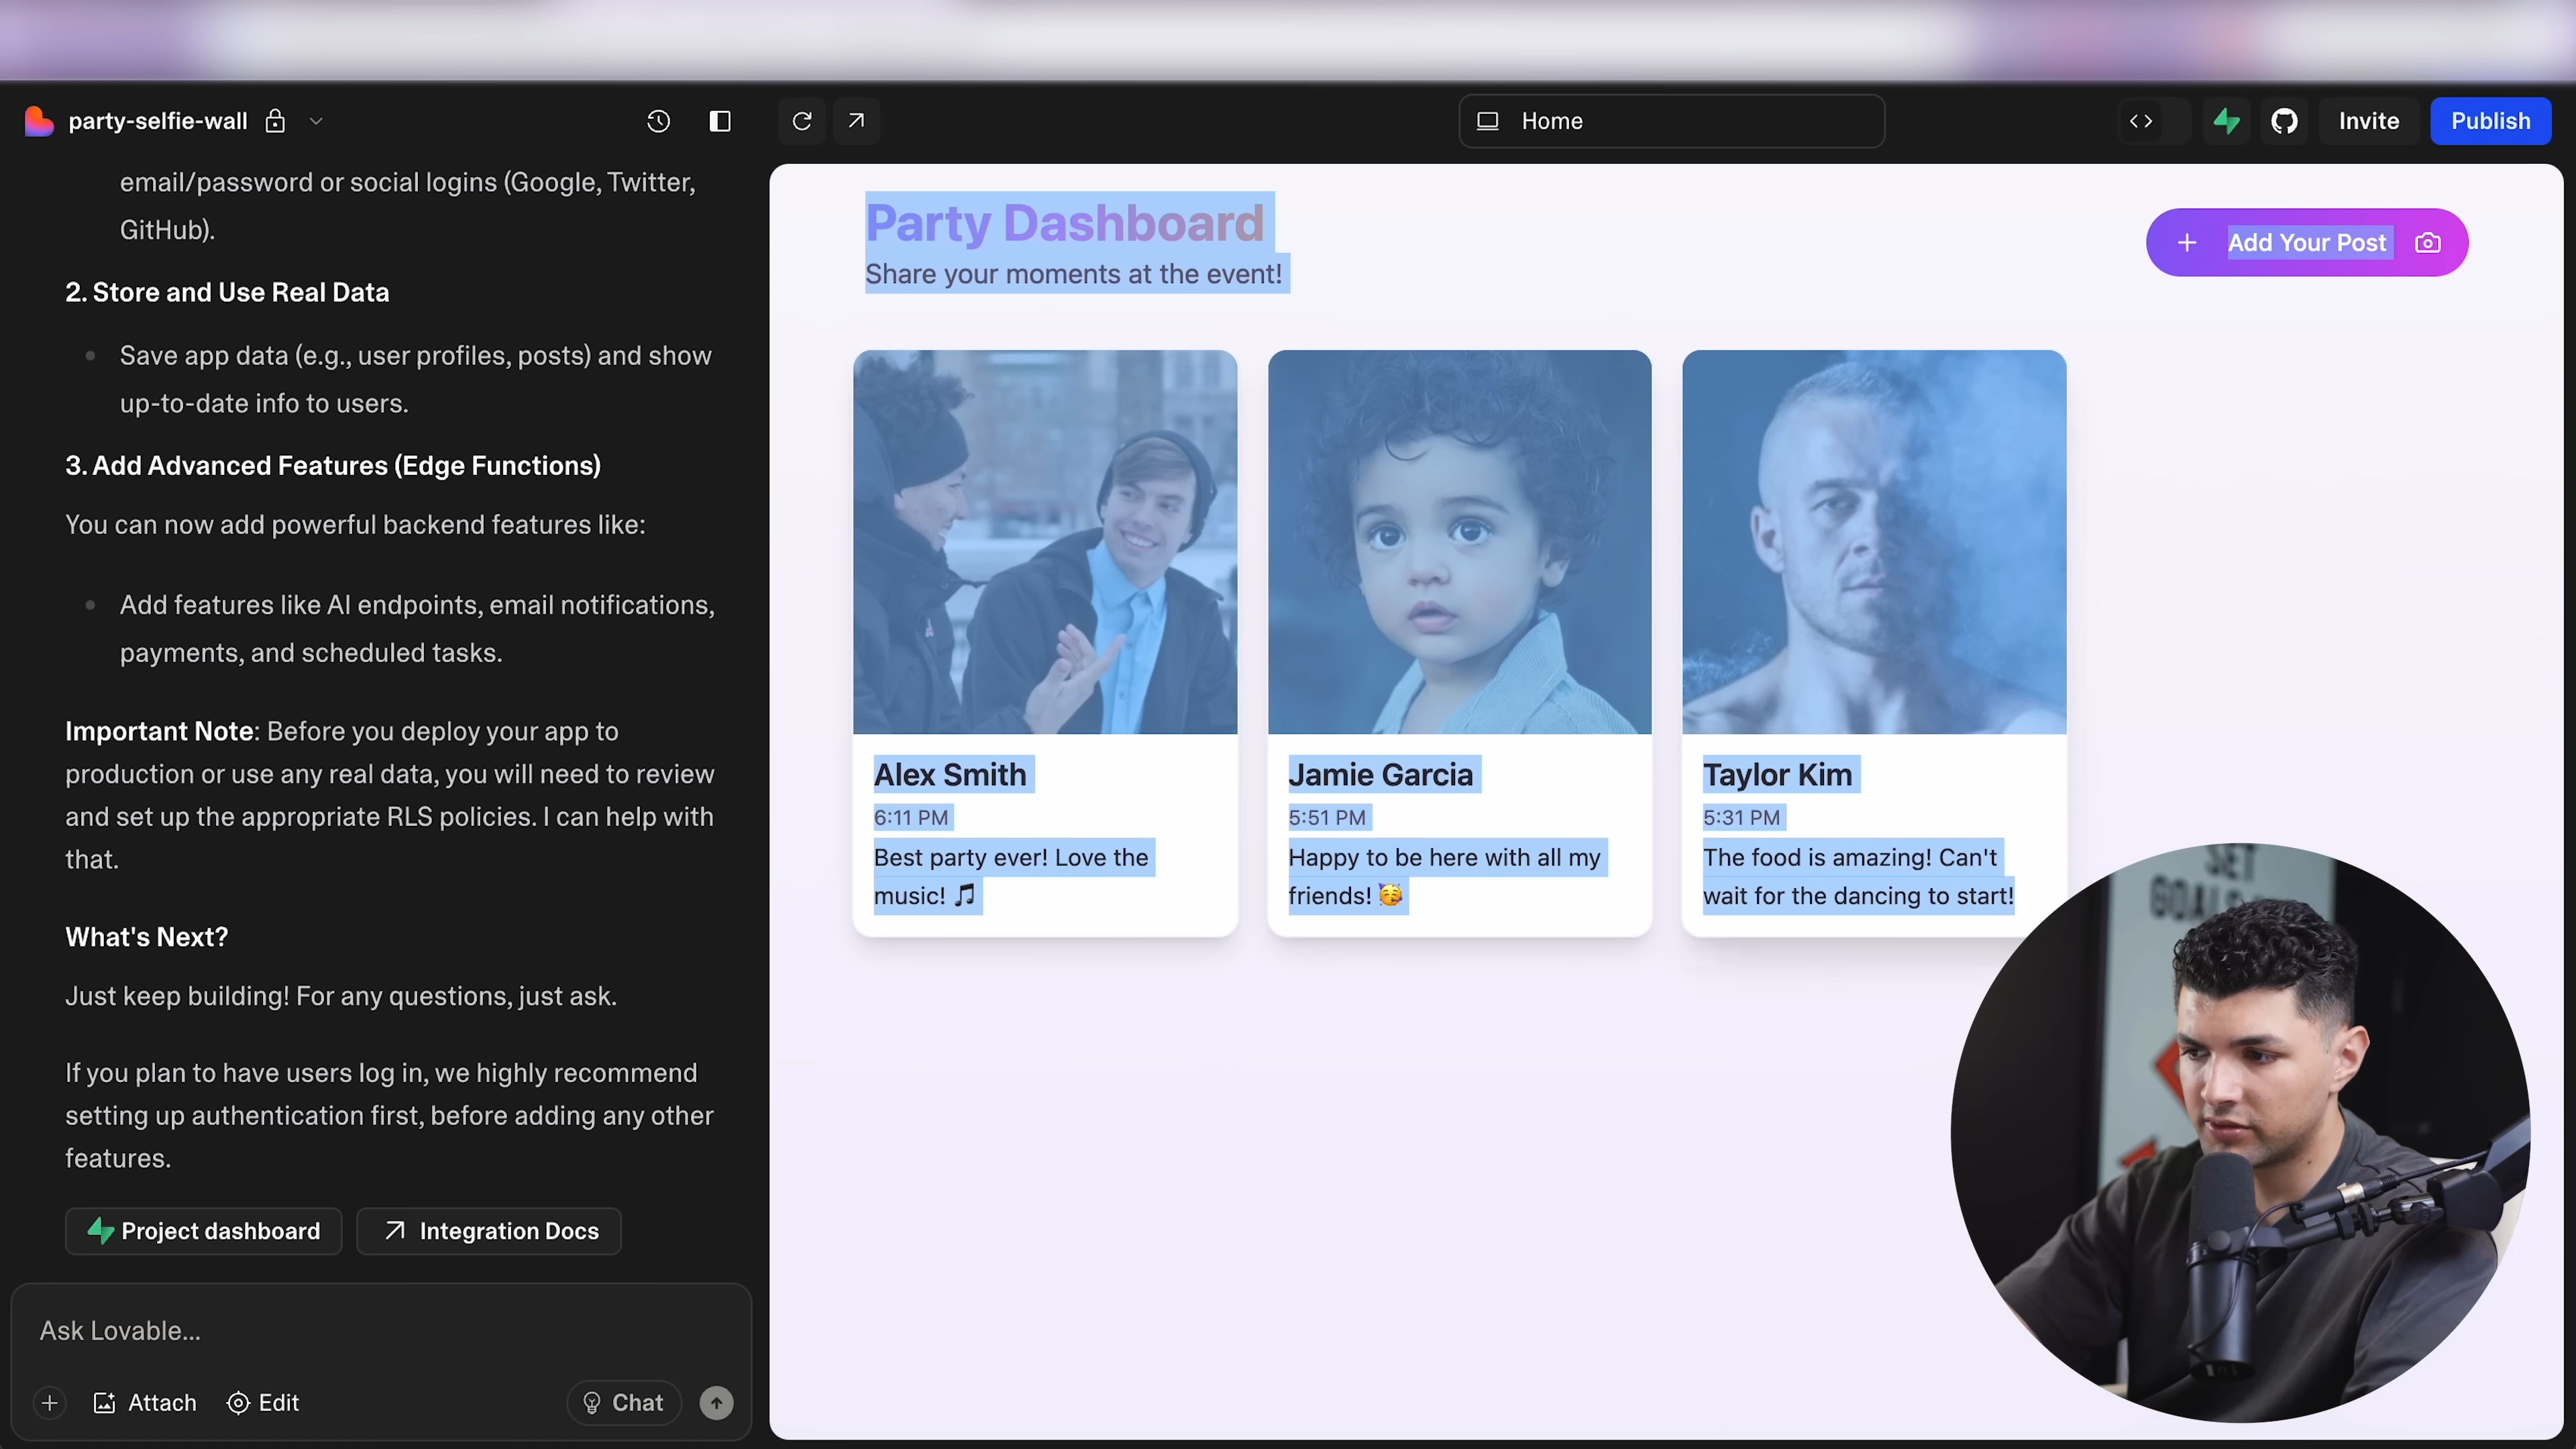 party-selfie-wall
Home
Invite
Publish
email/password or social logins (Google, Twitter,
GitHub).
2. Store and Use Real Data
Save app data (e.g., user profiles, posts) and show
up-to-date info to users.
3. Add Advanced Features (Edge Functions)
You can now add powerful backend features like:
Add features like AI endpoints, email notifications,
payments, and scheduled tasks.
Important Note: Before you deploy your app to
production or use any real data, you will need to review
and set up the appropriate RLS policies. I can help with
that.
What's Next?
Just keep building! For any questions, just ask.
If you plan to have users log in, we highly recommend
setting up authentication first, before adding any other
features.
Project dashboard
Integration Docs
Ask Lovable...
Attach
Edit
Chat
Party Dashboard
Share your moments at the event!
Add Your Post
Alex Smith
6:11 PM
Best party ever! Love the
music! 🎵
Jamie Garcia
5:51 PM
Happy to be here with all my
friends! 🥳
Taylor Kim
5:31 PM
The food is amazing! Can't
wait for the dancing to start!
SET